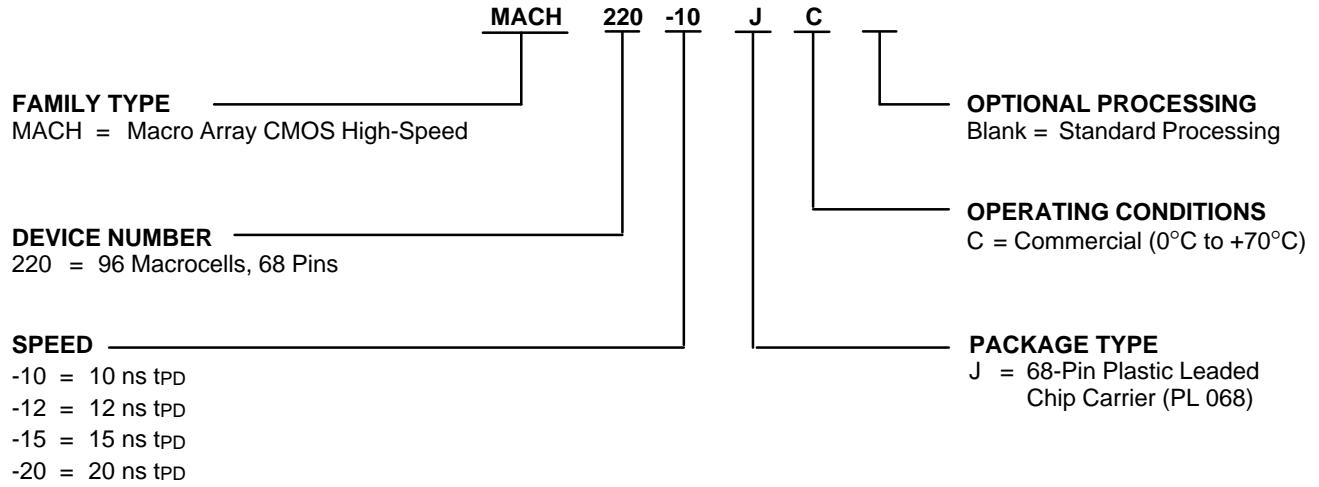 MACH 220 -10 J C
FAMILY TYPE
MACH = Macro Array CMOS High-Speed
DEVICE NUMBER
220 = 96 Macrocells, 68 Pins
SPEED
-10 = 10 ns tPD
-12 = 12 ns tPD
-15 = 15 ns tPD
-20 = 20 ns tPD
OPTIONAL PROCESSING
Blank = Standard Processing
OPERATING CONDITIONS
C = Commercial (0°C to +70°C)
PACKAGE TYPE
J = 68-Pin Plastic Leaded
Chip Carrier (PL 068)